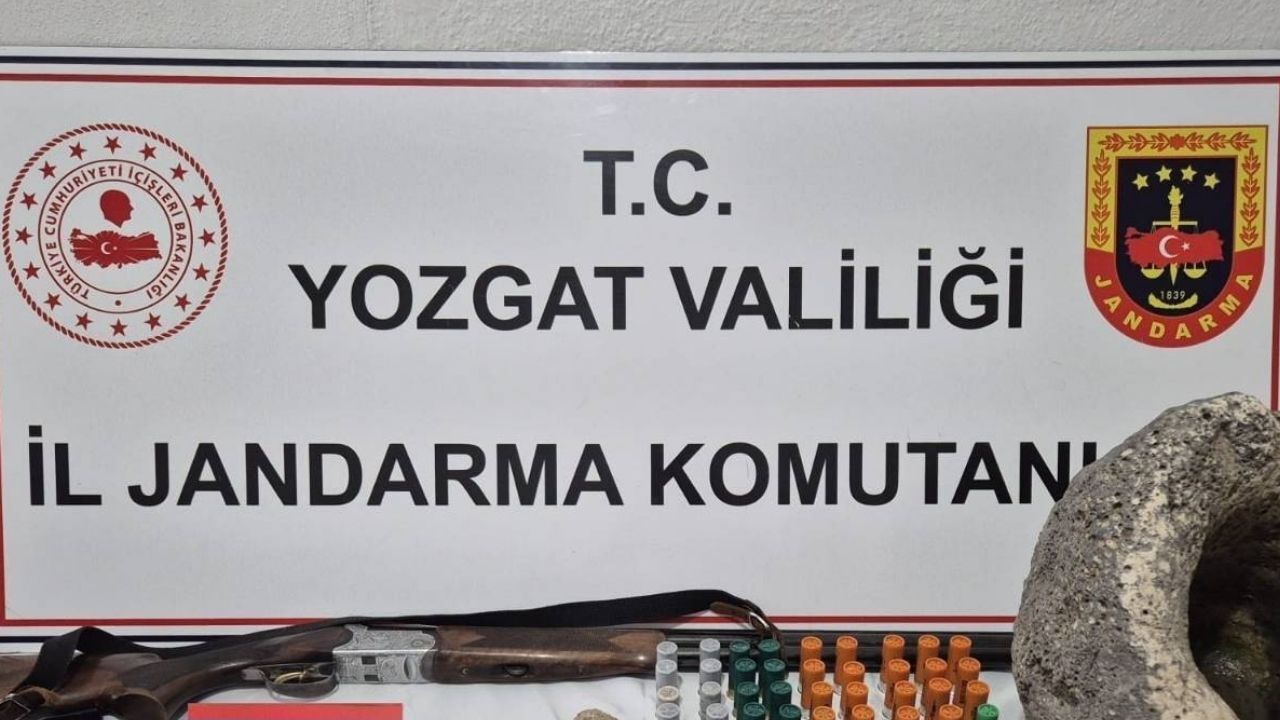 T.C.
YOZGAT VALİLİĞİ
İL JANDARMA KOMUTANI
TÜRKİYE CUMHURİYETİ İÇİŞLERİ BAKANLIĞI
1839
JANDARMA